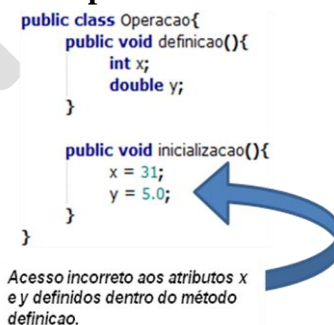 public class Operacao{
public void definicao(){
int x;
double y;
}
public void inicializacao(){
x = 31;
y = 5.0;
}
}
Acesso incorreto aos atributos x
e y definidos dentro do método
definicao.